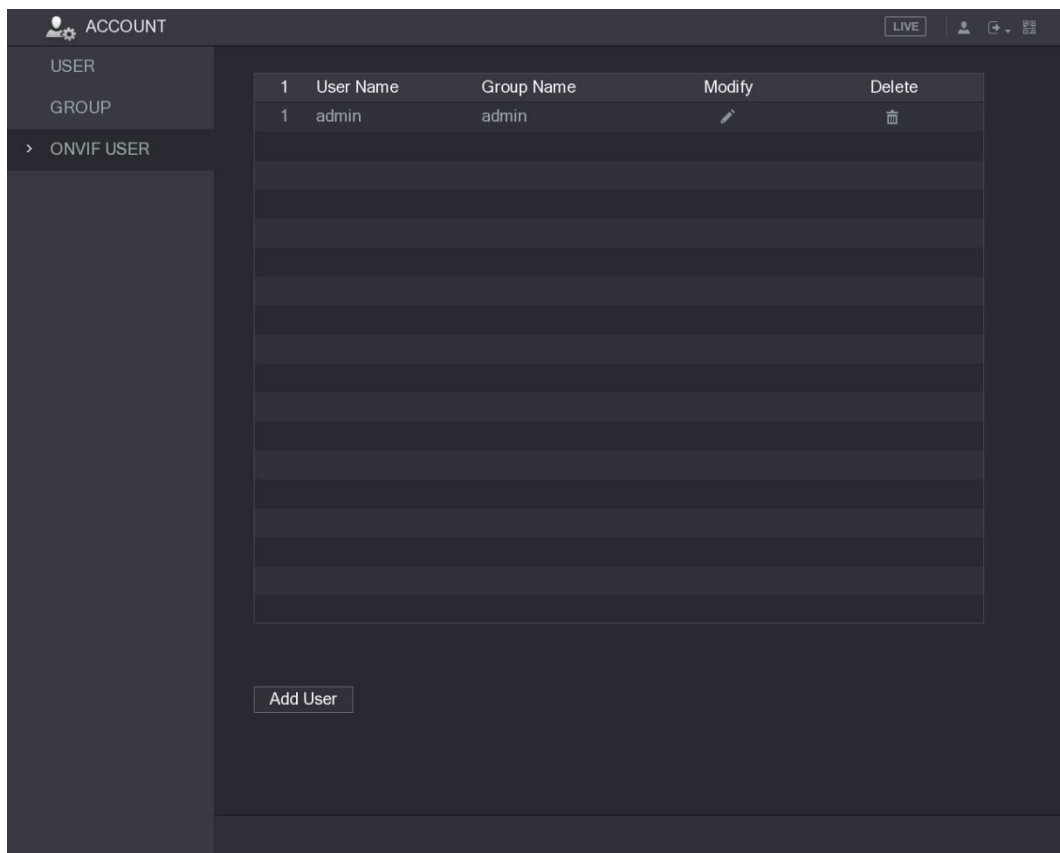 ACCOUNT LIVE
USER
GROUP
ONVIF USER
1 User Name Group Name Modify Delete
1 admin admin
Add User